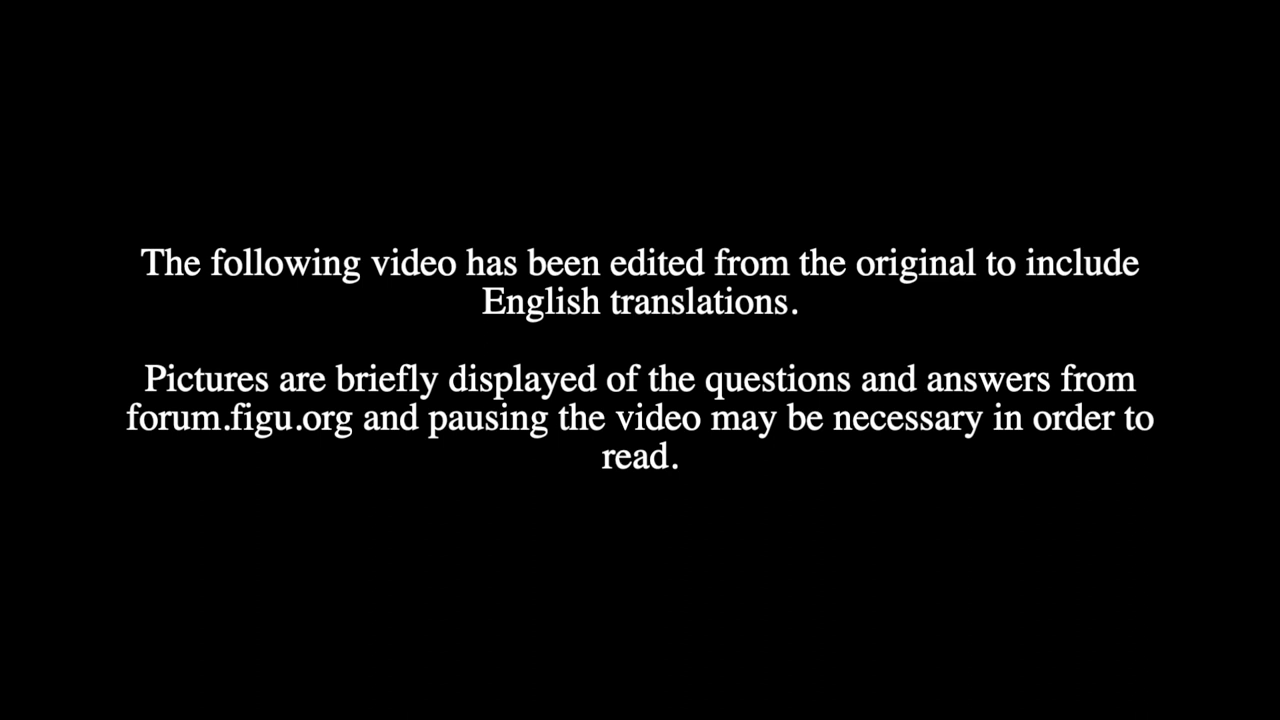 The following video has been edited from the original to include
English translations.
Pictures are briefly displayed of the questions and answers from
forum.figu.org and pausing the video may be necessary in order to
read.